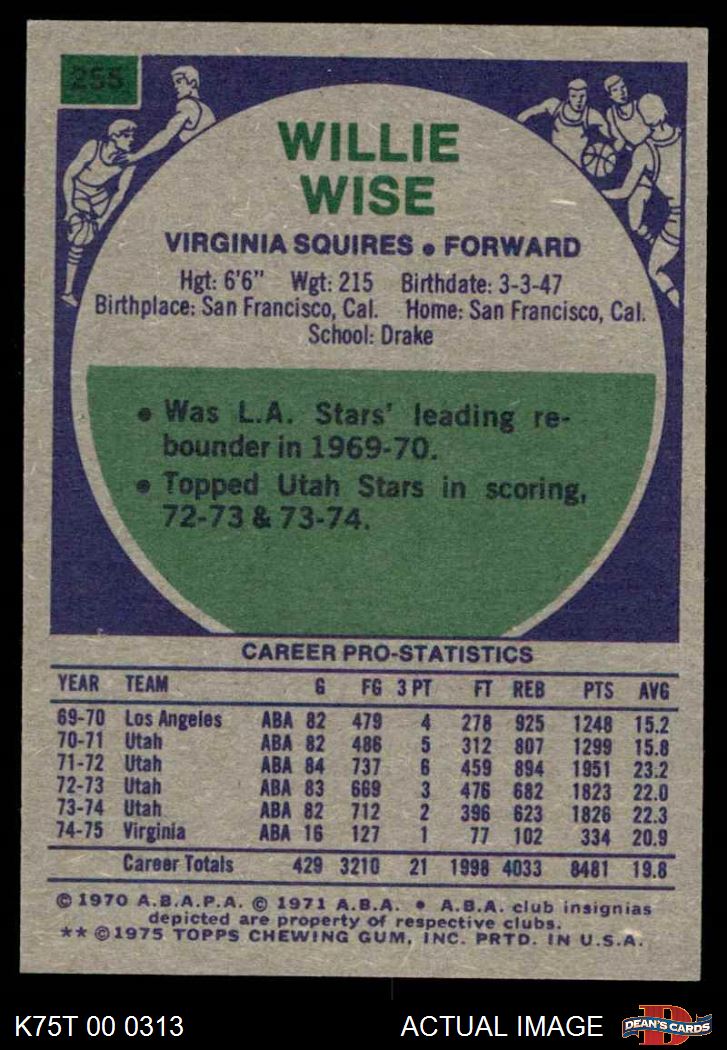 255
WILLIE
WISE
VIRGINIA SQUIRES • FORWARD
Hgt: 6'6" Wgt: 215 Birthdate: 3-3-47
Birthplace: San Francisco, Cal. Home: San Francisco, Cal.
School: Drake
• Was L.A. Stars' leading re-
bounder in 1969-70.
• Topped Utah Stars in scoring,
72-73 & 73-74.
CAREER PRO-STATISTICS
YEAR TEAM G FG 3 PT FT REB PTS AVG
69-70 Los Angeles ABA 82 479 4 278 925 1248 15.2
70-71 Utah ABA 82 486 5 312 807 1299 15.8
71-72 Utah ABA 84 737 6 459 894 1951 23.2
72-73 Utah ABA 83 669 3 476 682 1823 22.0
73-74 Utah ABA 82 712 2 396 623 1826 22.3
74-75 Virginia ABA 16 127 1 77 102 334 20.9
Career Totals 429 3210 21 1998 4033 8481 19.8
© 1970 A.B.A.P.A. © 1971 A.B.A. • A.B.A. club insignias
depicted are property of respective clubs.
** © 1975 TOPPS CHEWING GUM, INC. PRTD. IN U.S.A.
K75T 00 0313 ACTUAL IMAGE D DEAN'S CARDS